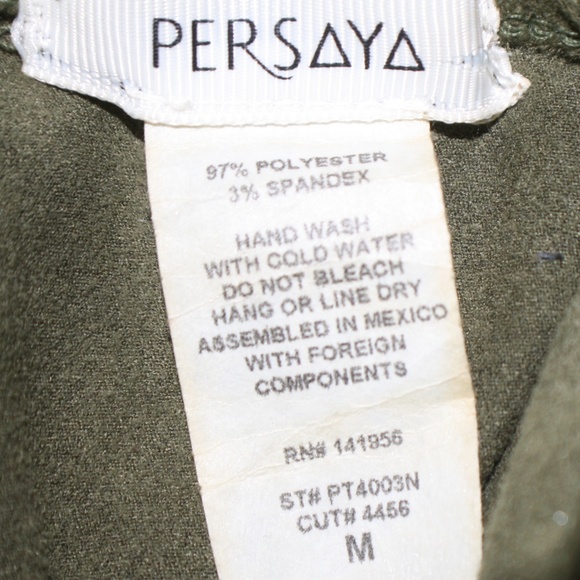 PERSAYA
97% POLYESTER
3% SPANDEX
HAND WASH
WITH COLD WATER
DO NOT BLEACH
HANG OR LINE DRY
ASSEMBLED IN MEXICO
WITH FOREIGN
COMPONENTS
RN# 141956
ST# PT4003N
CUT# 4456
M